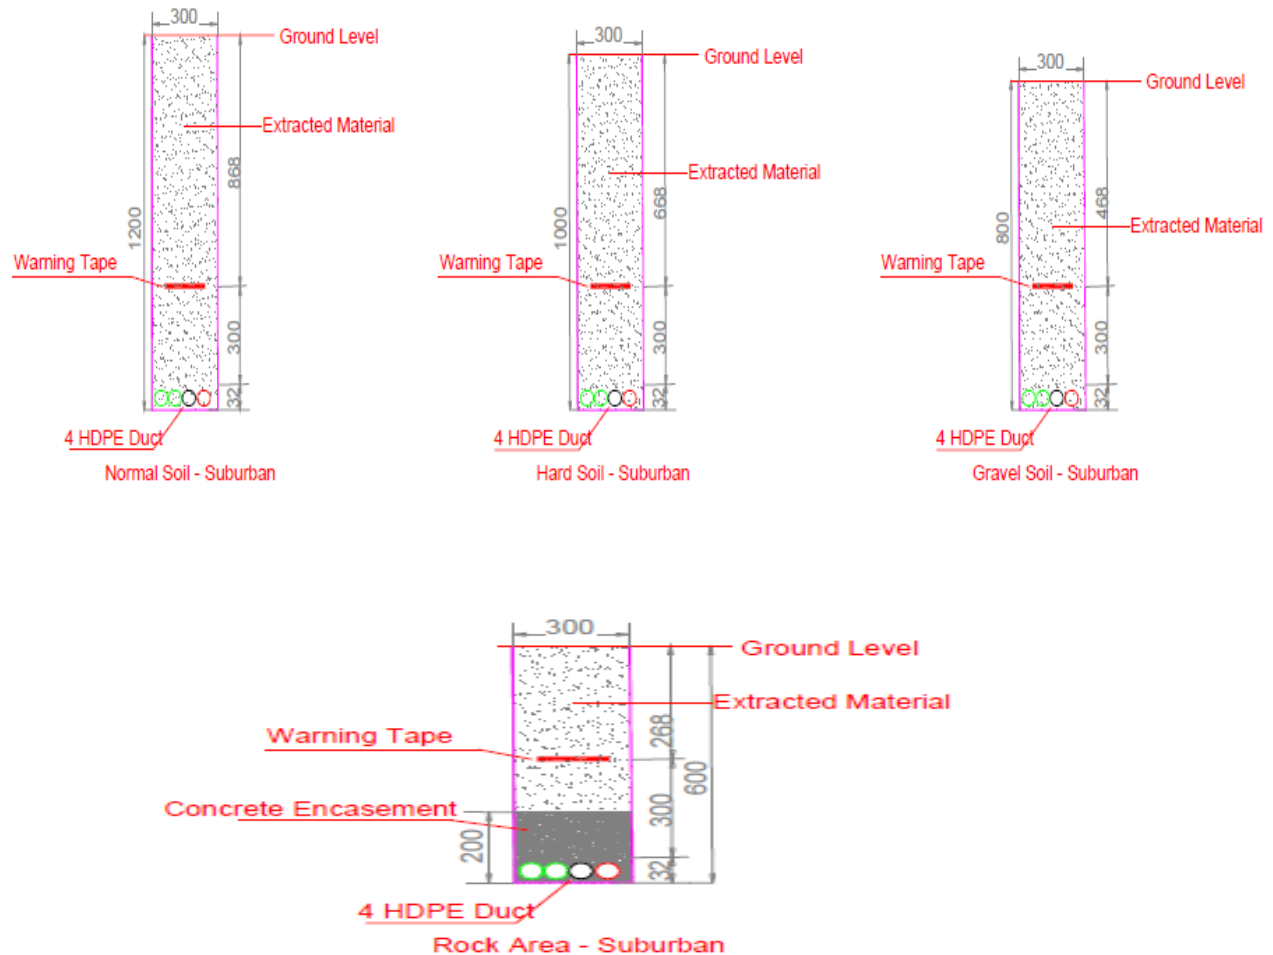 300
Ground Level
Extracted Material
868
1200
Warning Tape
300
32
4 HDPE Duct
Normal Soil - Suburban
300
Ground Level
Extracted Material
668
1000
Warning Tape
300
32
4 HDPE Duct
Hard Soil - Suburban
300
Ground Level
468
800
Extracted Material
Warning Tape
300
32
4 HDPE Duct
Gravel Soil - Suburban
300
Ground Level
Extracted Material
268
Warning Tape
600
Concrete Encasement
300
200
32
4 HDPE Duct
Rock Area - Suburban